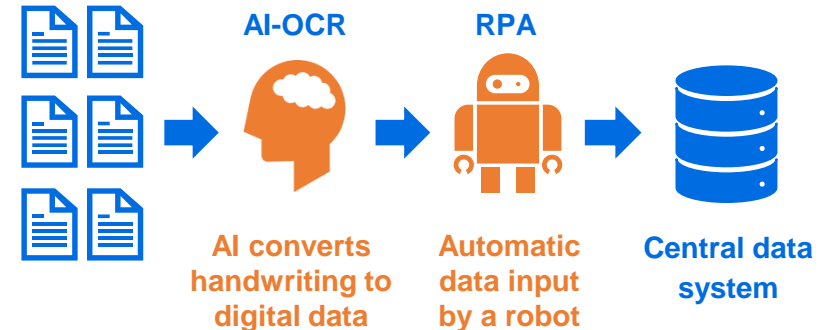 AI-OCR
RPA
AI converts
handwriting to
digital data
Automatic
data input
by a robot
Central data
system